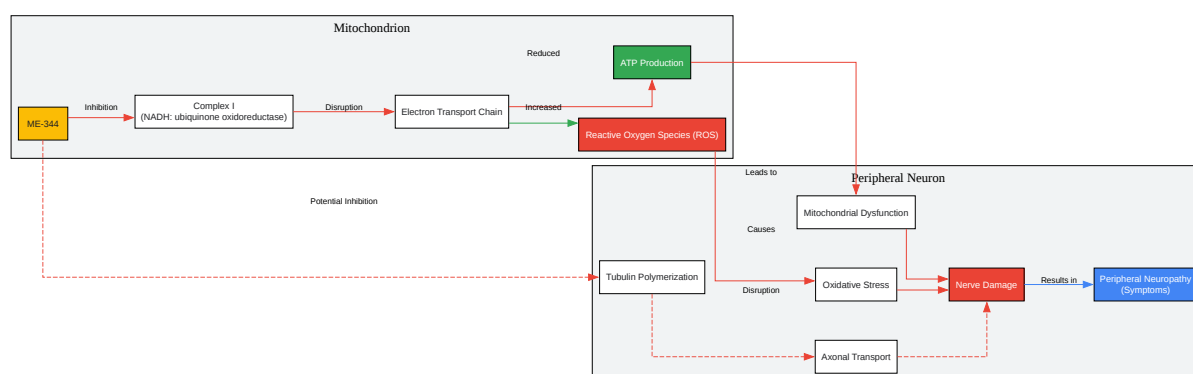 Mitochondrion
Reduced
ATP Production
ME-344
Inhibition
Complex I
(NADH: ubiquinone oxidoreductase)
Disruption
Electron Transport Chain
Increased
Reactive Oxygen Species (ROS)
Potential Inhibition
Leads to
Peripheral Neuron
Mitochondrial Dysfunction
Causes
Tubulin Polymerization
Disruption
Oxidative Stress
Nerve Damage
Results in
Peripheral Neuropathy
(Symptoms)
Axonal Transport